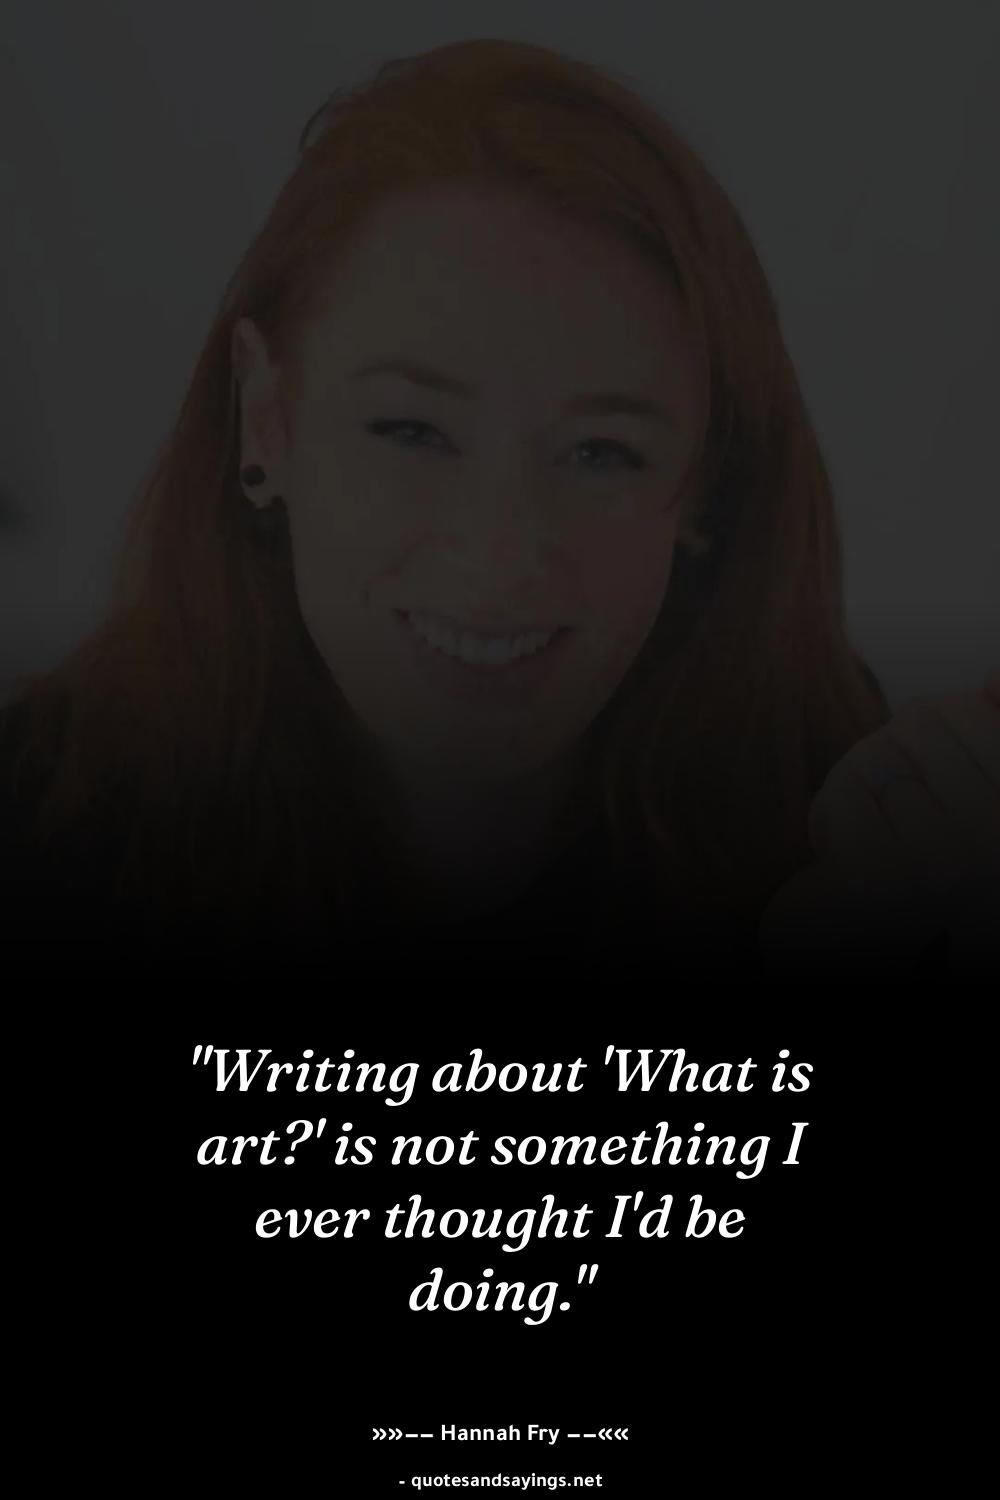 "Writing about 'What is
art?' is not something I
ever thought I'd be
doing."
»»–– Hannah Fry ––««
- quotesandsayings.net